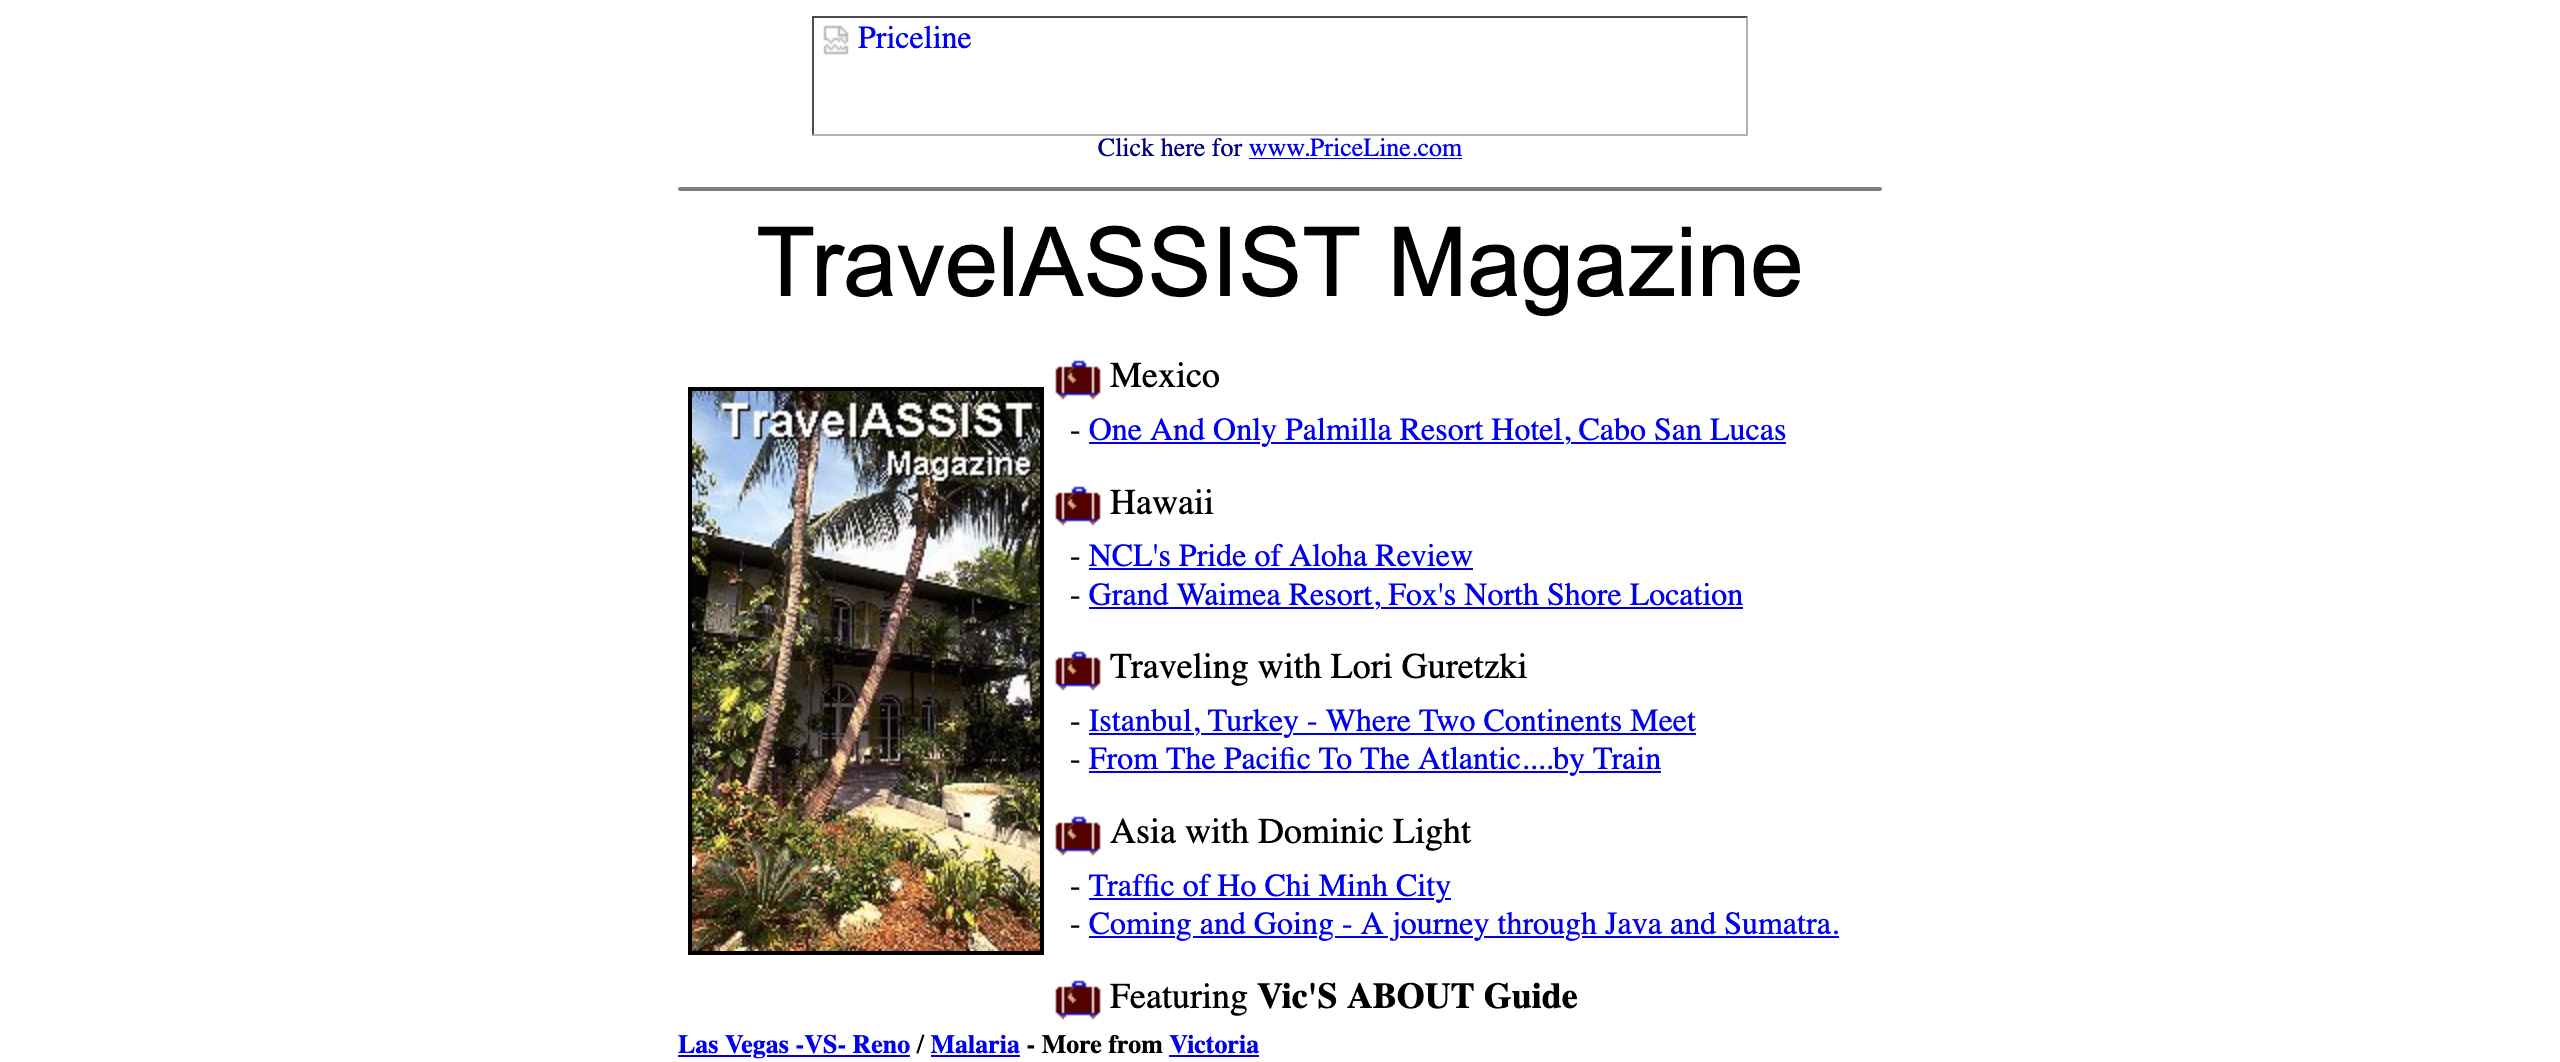 Priceline
Click here for www.PriceLine.com
TravelASSIST Magazine
TravelASSIST
Magazine
Mexico
- One And Only Palmilla Resort Hotel, Cabo San Lucas
Hawaii
- NCL's Pride of Aloha Review
- Grand Waimea Resort, Fox's North Shore Location
Traveling with Lori Guretzki
- Istanbul, Turkey - Where Two Continents Meet
- From The Pacific To The Atlantic....by Train
Asia with Dominic Light
- Traffic of Ho Chi Minh City
- Coming and Going - A journey through Java and Sumatra.
Featuring Vic'S ABOUT Guide
Las Vegas -VS- Reno / Malaria - More from Victoria